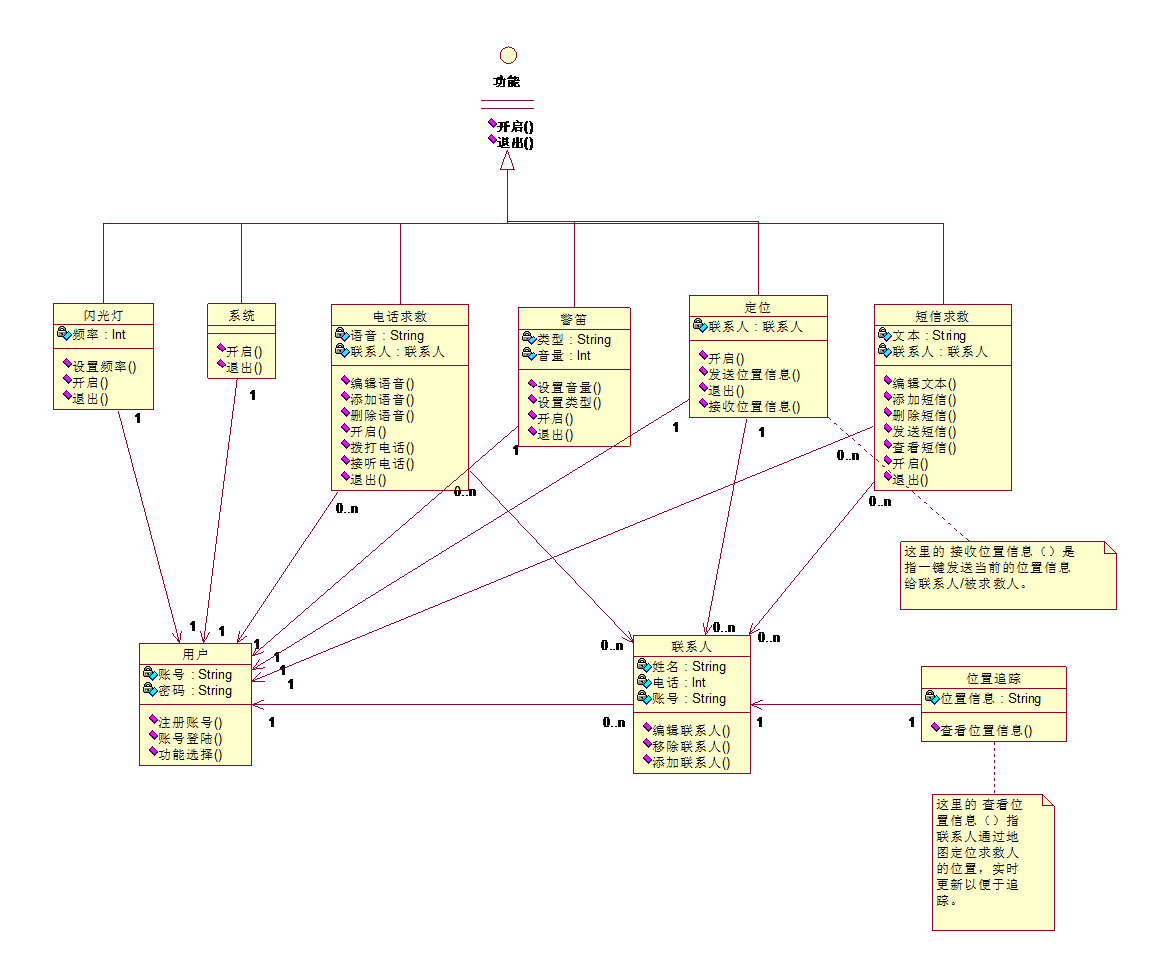 功能
开启()
退出()
闪光灯
频率 : Int
设置频率()
开启()
退出()
1
系统
开启()
退出()
1
电话求救
语音 : String
联系人 : 联系人
编辑语音()
添加语音()
删除语音()
开启()
拨打电话()
接听电话()
退出()
0..n
0..n
警笛
类型 : String
音量 : Int
设置音量()
设置类型()
开启()
退出()
1
定位
联系人 : 联系人
开启()
发送位置信息()
退出()
接收位置信息()
1
1
短信求救
文本 : String
联系人 : 联系人
编辑文本()
添加短信()
删除短信()
发送短信()
查看短信()
开启()
退出()
0..n
0..n
这里的 接收位置信息（）是
指一键发送当前的位置信息
给联系人/被求救人。
1
1
1
1
1
1
用户
账号 : String
密码 : String
注册账号()
账号登陆()
功能选择()
1
0..n
0..n
0..n
0..n
联系人
姓名 : String
电话 : Int
账号 : String
编辑联系人()
移除联系人()
添加联系人()
1
1
位置追踪
位置信息 : String
查看位置信息()
这里的 查看位
置信息（）指
联系人通过地
图定位求救人
的位置，实时
更新以便于追
踪。